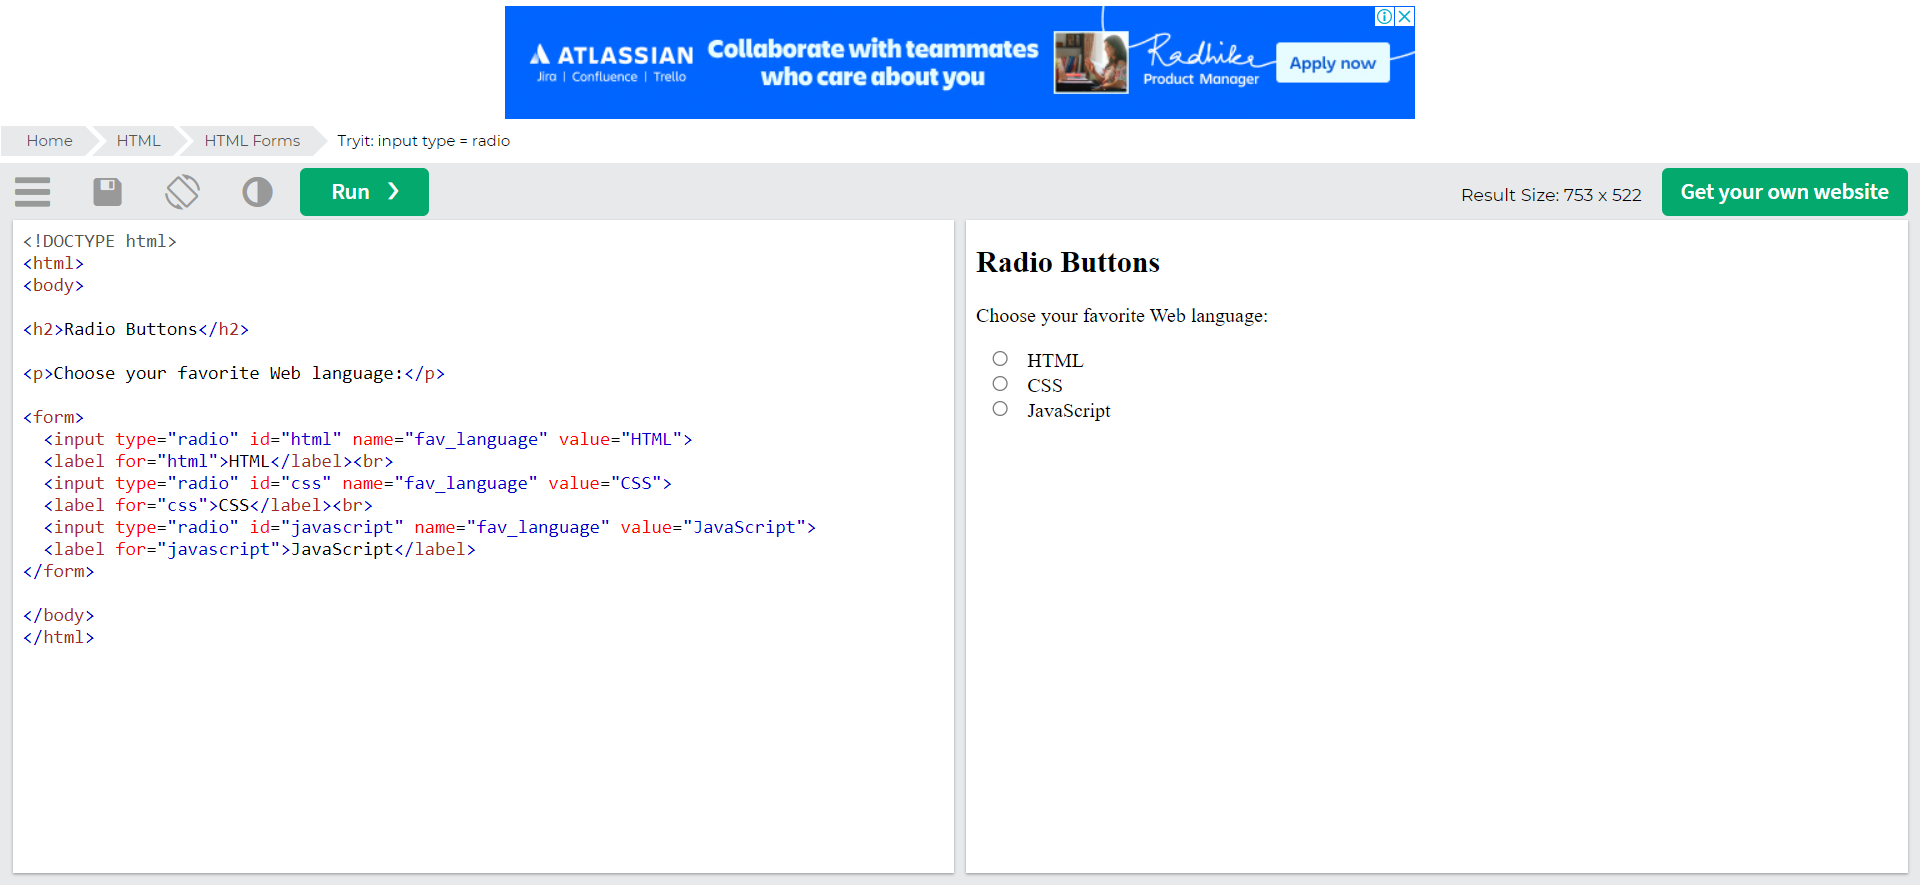 ATLASSIAN
Jira | Confluence | Trello
Collaborate with teammates
who care about you
Radhike
Product Manager
Apply now
Home
HTML
HTML Forms
Tryit: input type = radio
Run ❯
Result Size: 753 x 522
Get your own website
<!DOCTYPE html>
<html>
<body>
<h2>Radio Buttons</h2>
<p>Choose your favorite Web language:</p>
<form>
  <input type="radio" id="html" name="fav_language" value="HTML">
  <label for="html">HTML</label><br>
  <input type="radio" id="css" name="fav_language" value="CSS">
  <label for="css">CSS</label><br>
  <input type="radio" id="javascript" name="fav_language" value="JavaScript">
  <label for="javascript">JavaScript</label>
</form>
</body>
</html>
Radio Buttons
Choose your favorite Web language:
HTML
CSS
JavaScript